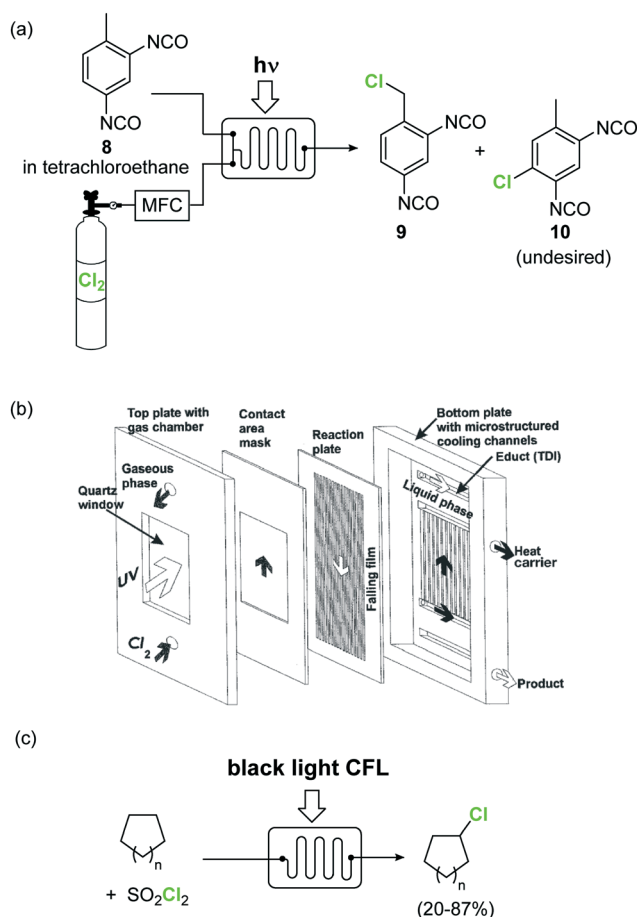 (a)
NCO
NCO
8
in tetrachloroethane
MFC
Cl2
hν
Cl
NCO
NCO
9
+
NCO
Cl
NCO
10
(undesired)
(b)
Top plate with
gas chamber
Contact
area
mask
Reaction
plate
Bottom plate
with microstructured
cooling channels
Educt (TDI)
Gaseous
phase
Quartz
window
Liquid phase
UV
Falling film
Heat
carrier
Cl2
Product
(c)
black light CFL
( )n
+ SO2Cl2
Cl
( )n
(20-87%)